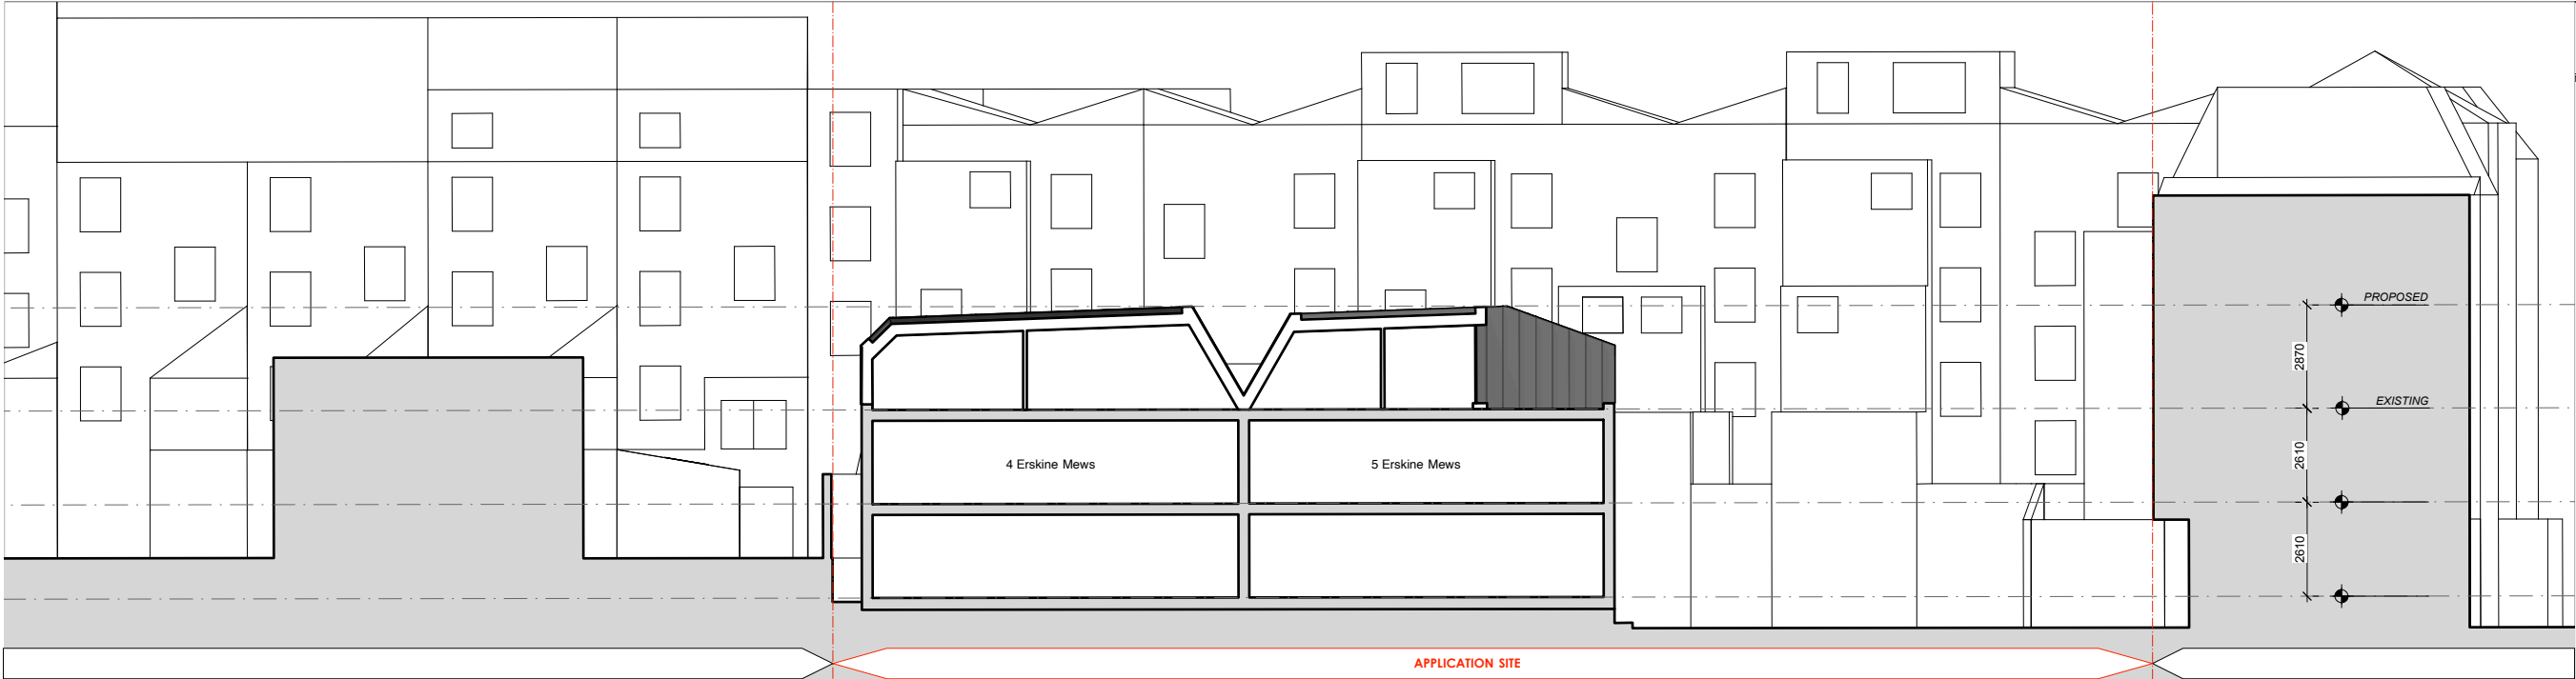 PROPOSED
2870
EXISTING
2610
4 Erskine Mews
5 Erskine Mews
2610
APPLICATION SITE